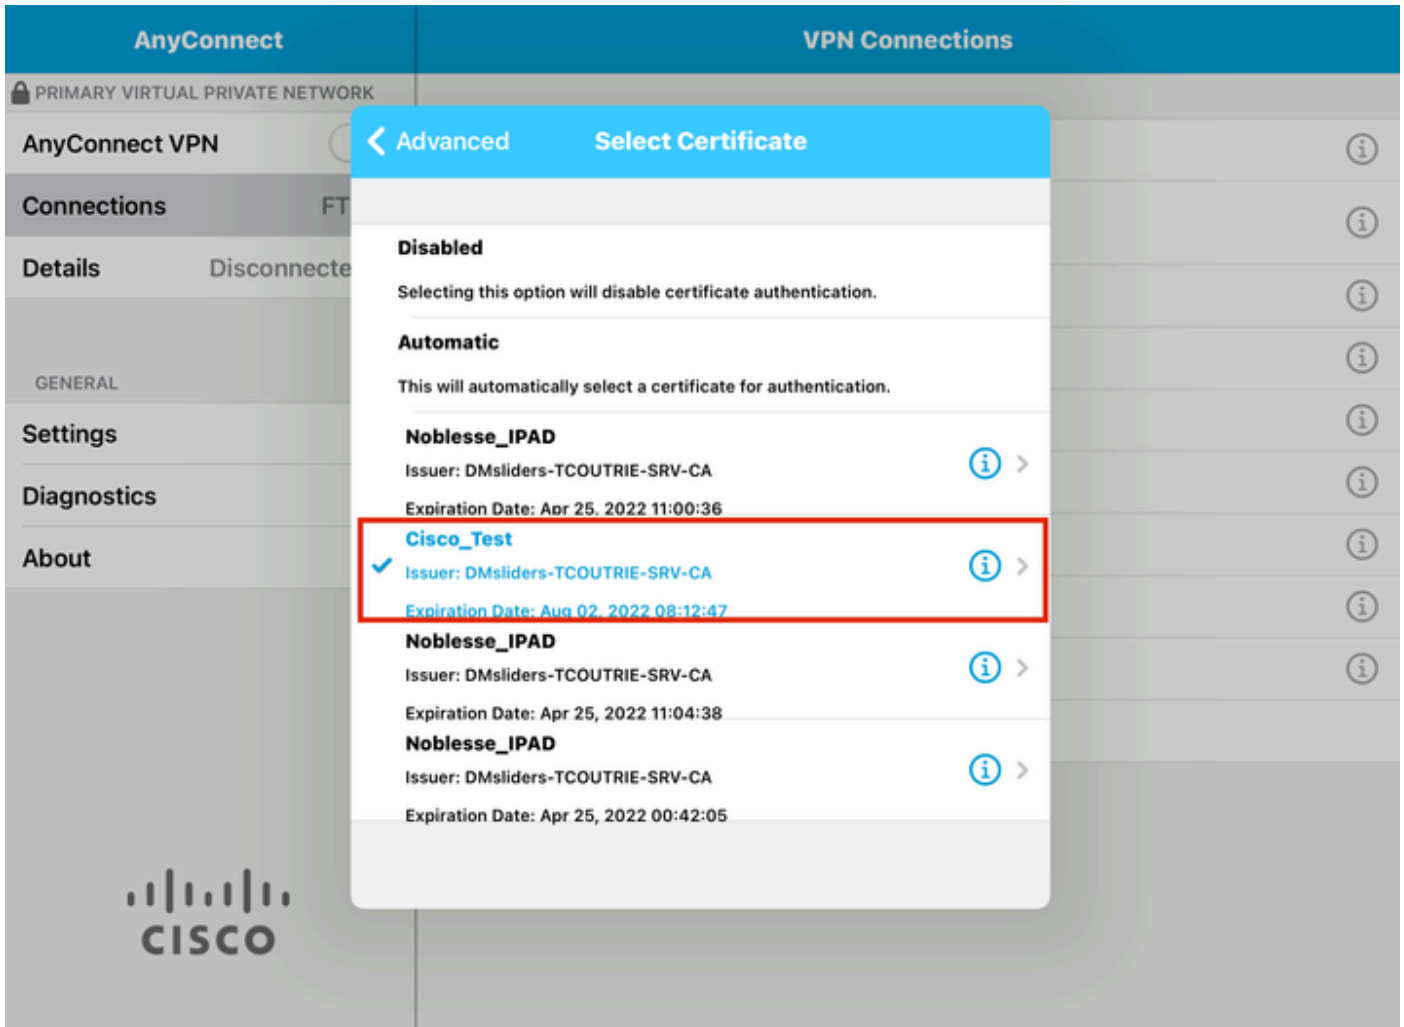 AnyConnect
VPN Connections
PRIMARY VIRTUAL PRIVATE NETWORK
AnyConnect VPN
Connections FT
Details Disconnecte
GENERAL
Settings
Diagnostics
About
CISCO
Advanced Select Certificate
Disabled
Selecting this option will disable certificate authentication.
Automatic
This will automatically select a certificate for authentication.
Noblesse_IPAD
Issuer: DMsliders-TCOUTRIE-SRV-CA
Expiration Date: Apr 25, 2022 11:00:36
Cisco_Test
Issuer: DMsliders-TCOUTRIE-SRV-CA
Expiration Date: Aug 02, 2022 08:12:47
Noblesse_IPAD
Issuer: DMsliders-TCOUTRIE-SRV-CA
Expiration Date: Apr 25, 2022 11:04:38
Noblesse_IPAD
Issuer: DMsliders-TCOUTRIE-SRV-CA
Expiration Date: Apr 25, 2022 00:42:05